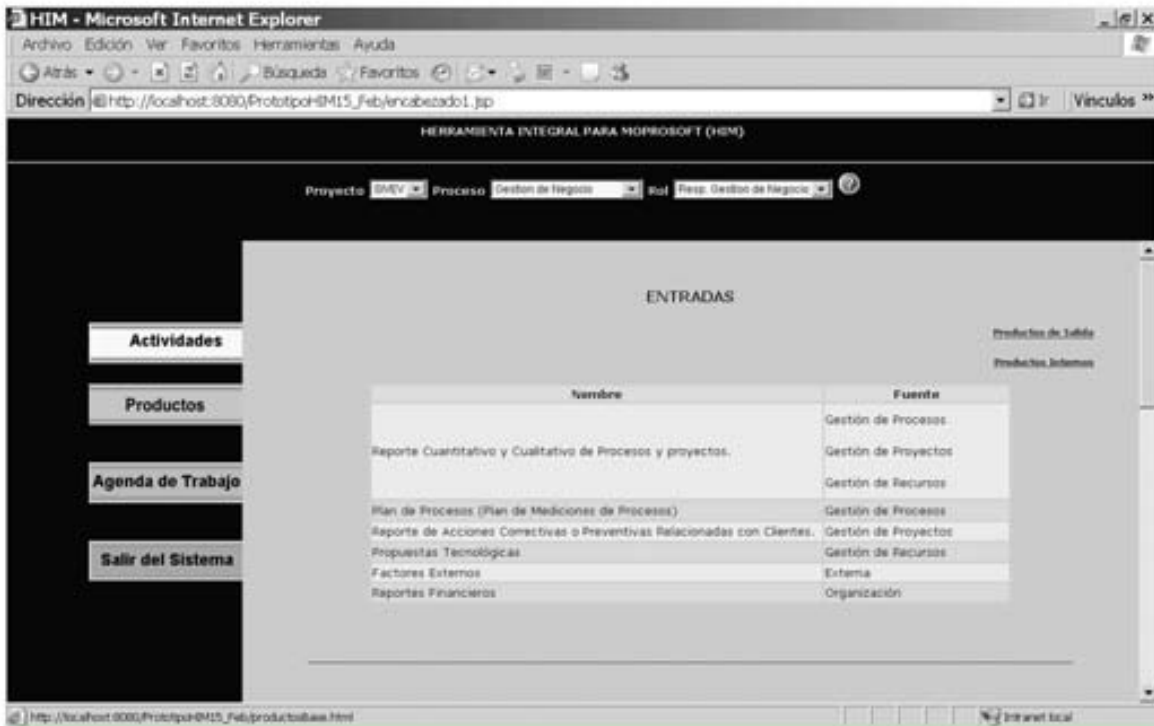 HIM - Microsoft Internet Explorer
Archivo Edición Ver Favoritos Herramientas Ayuda
Atrás Búsqueda Favoritos
Dirección http://localhost:8080/PrototipoHIM15_Feb/encabezado1.jsp Ir Vínculos »
HERRAMIENTA INTEGRAL PARA MOPROSOFT (HIM)
Proyecto Proceso Gestion de Negocio Rol Resp. Gestion de Negocio ?
ENTRADAS
Productos de Salida
Actividades
Productos Internos
Nombre Fuente
Productos
Gestión de Procesos
Reporte Cuantitativo y Cualitativo de Procesos y proyectos. Gestión de Proyectos
Gestión de Recursos
Agenda de Trabajo
Plan de Procesos (Plan de Mediciones de Procesos) Gestión de Procesos
Reporte de Acciones Correctivas o Preventivas Relacionadas con Clientes. Gestión de Proyectos
Propuestas Tecnológicas Gestión de Recursos
Salir del Sistema
Factores Externos Externa
Reportes Financieros Organización
http://localhost:8080/PrototipoHIM15_Feb/productosBase.html Intranet local